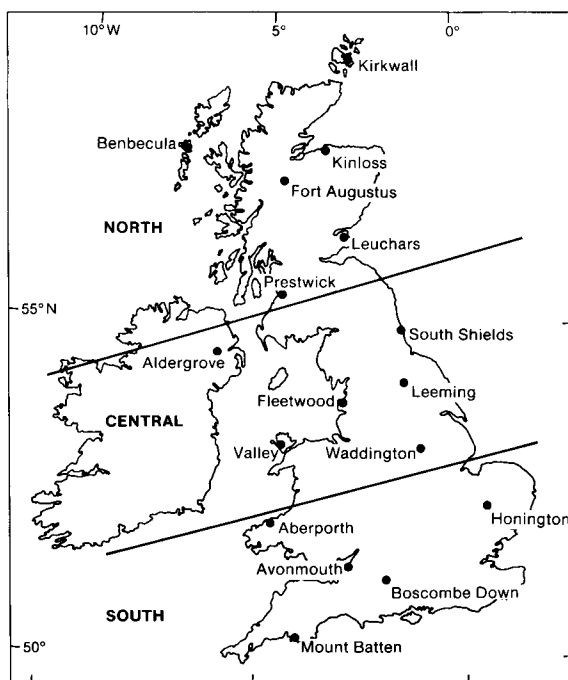 10°W 5° 0°
Kirkwall
Benbecula
Kinloss
Fort Augustus
NORTH
Leuchars
Prestwick
55°N
South Shields
Aldergrove
Leeming
Fleetwood
CENTRAL
Valley
Waddington
Honington
Aberporth
Avonmouth
Boscombe Down
SOUTH
50°
Mount Batten